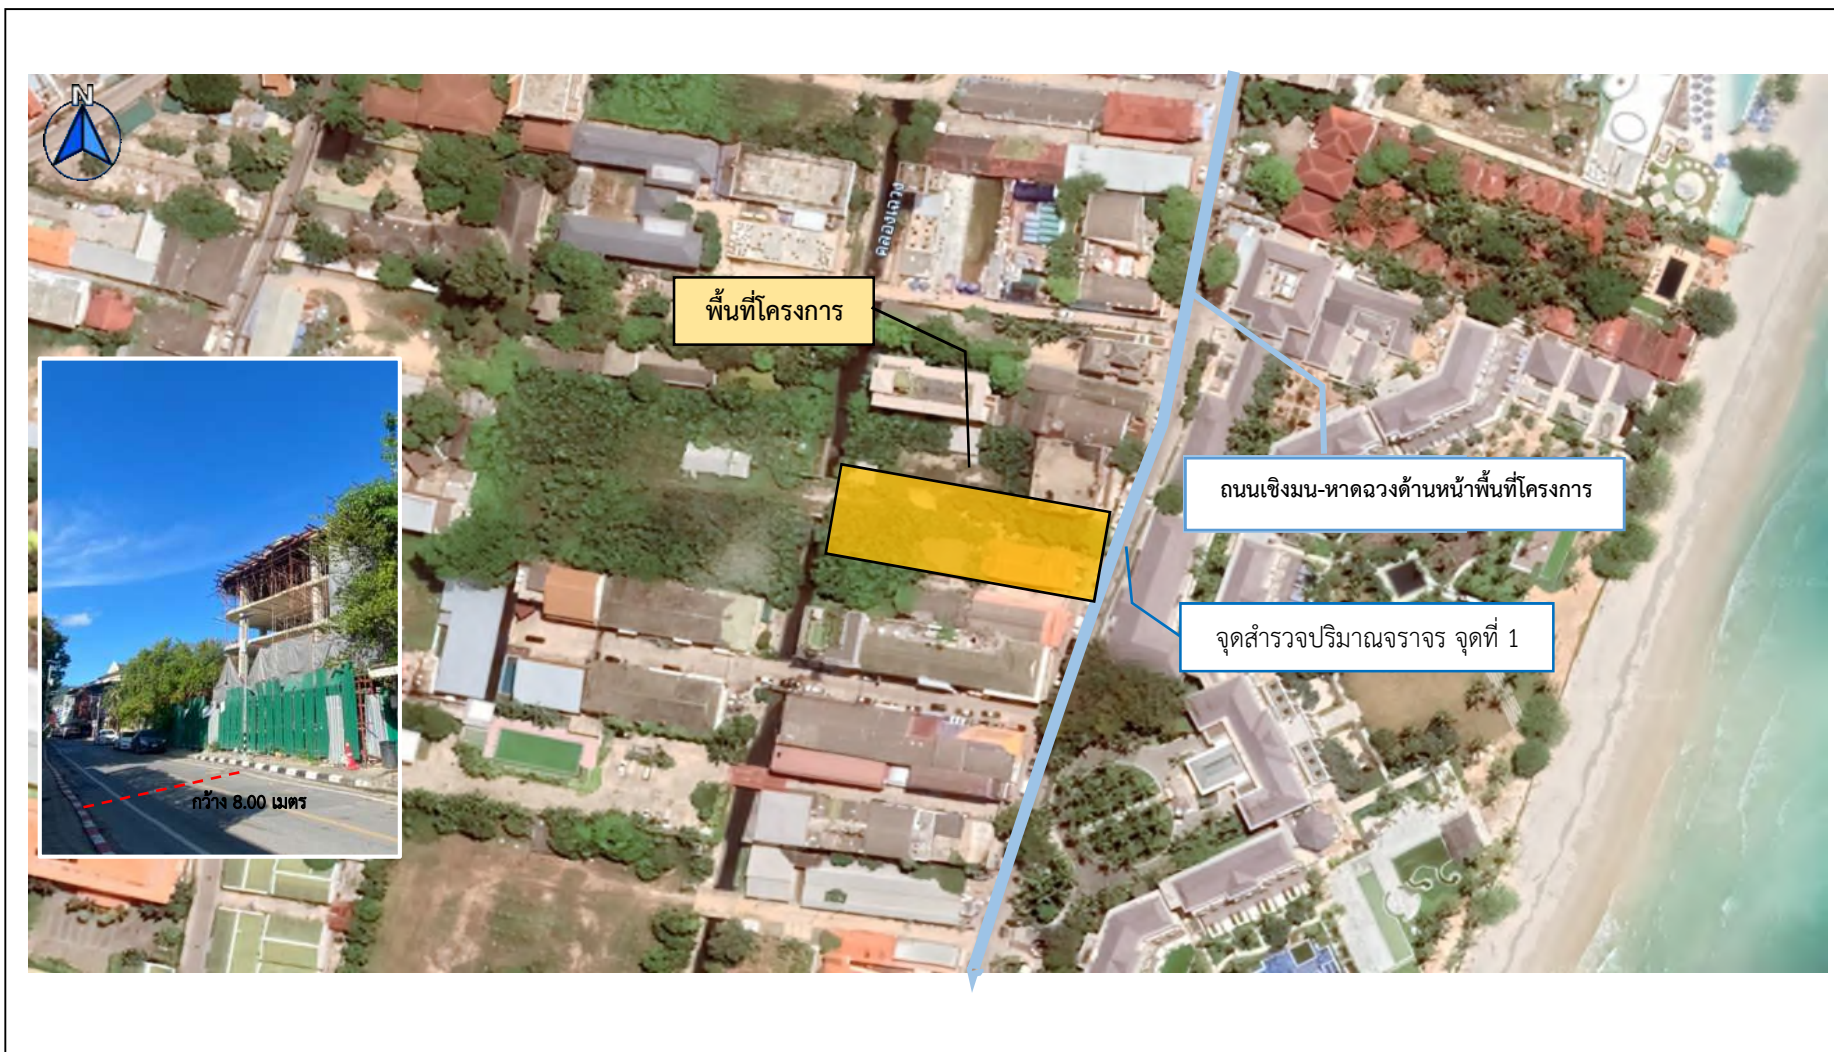 N
คลองเฉวง
พื้นที่โครงการ
ถนนเชิงมน-หาดฉวงด้านหน้าพื้นที่โครงการ
จุดสำรวจปริมาณจราจร จุดที่ 1
กว้าง 8.00 เมตร